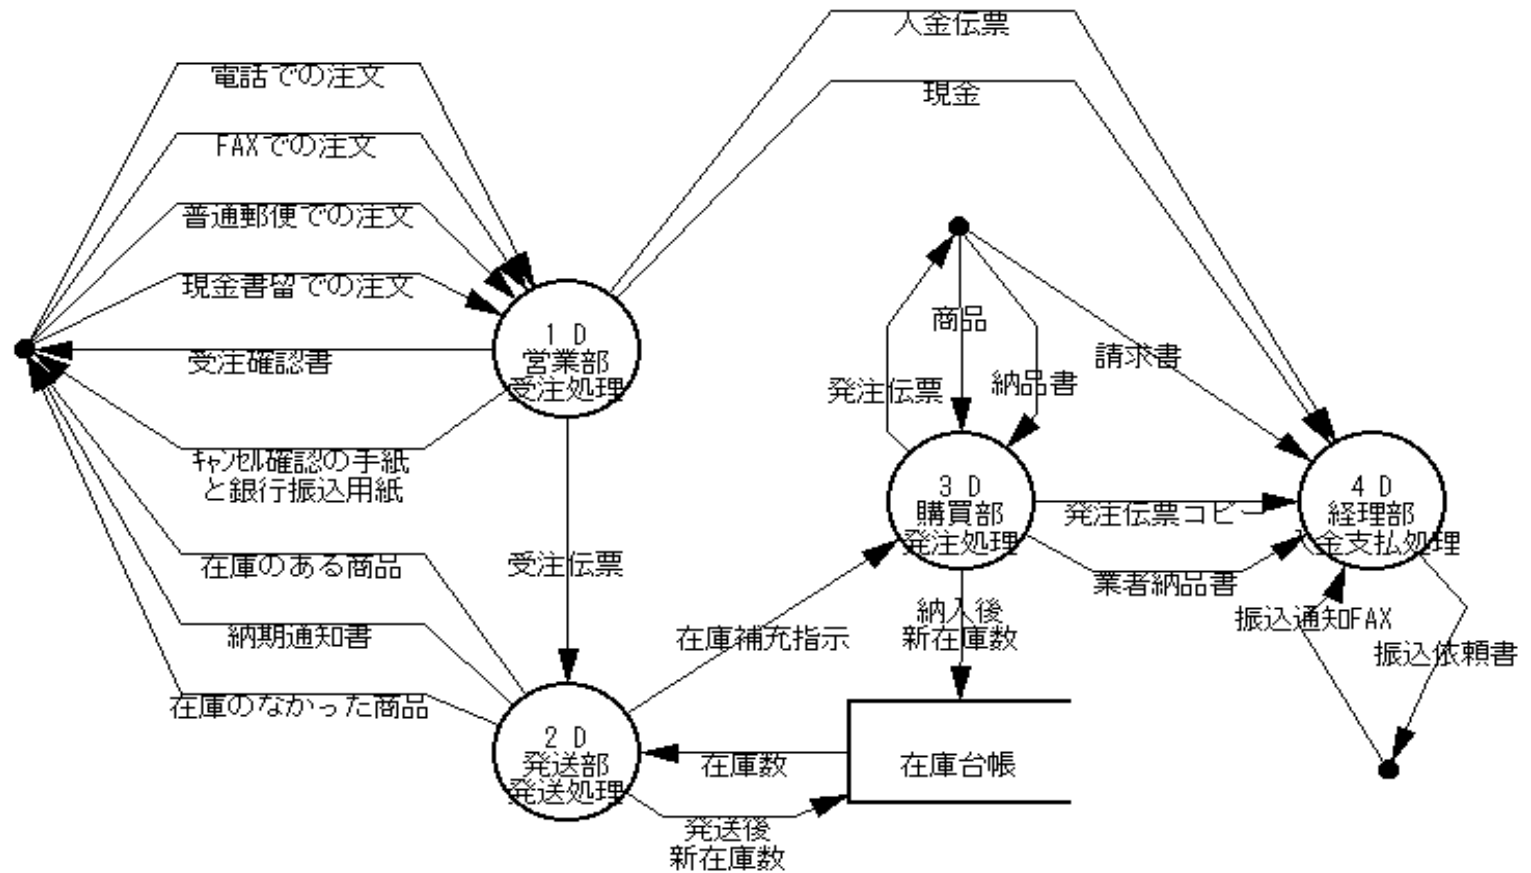 入金伝票
電話での注文
現金
FAXでの注文
普通郵便での注文
現金書留での注文
商品
1 D
営業部
受注処理
受注確認書
請求書
発注伝票
納品書
ｷｬﾝｾﾙ確認の手紙
と銀行振込用紙
3 D
購買部
発注処理
4 D
経理部
入金支払処理
発注伝票コピー
在庫のある商品
受注伝票
業者納品書
納入後
新在庫数
振込通知FAX
納期通知書
在庫補充指示
振込依頼書
在庫のなかった商品
2 D
発送部
発送処理
在庫数
在庫台帳
発送後
新在庫数